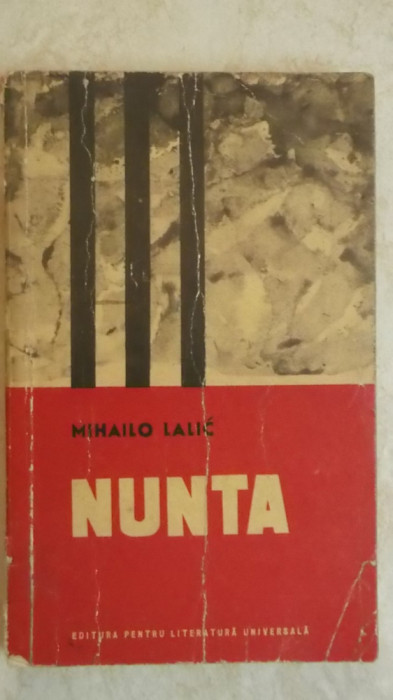 MIHAILO LALIĆ
NUNTA
EDITURA PENTRU LITERATURĂ UNIVERSALĂ